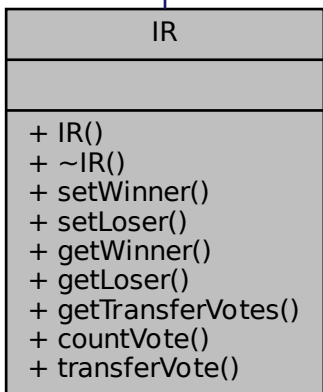 IR
+ IR()
+ ~IR()
+ setWinner()
+ setLoser()
+ getWinner()
+ getLoser()
+ getTransferVotes()
+ countVote()
+ transferVote()